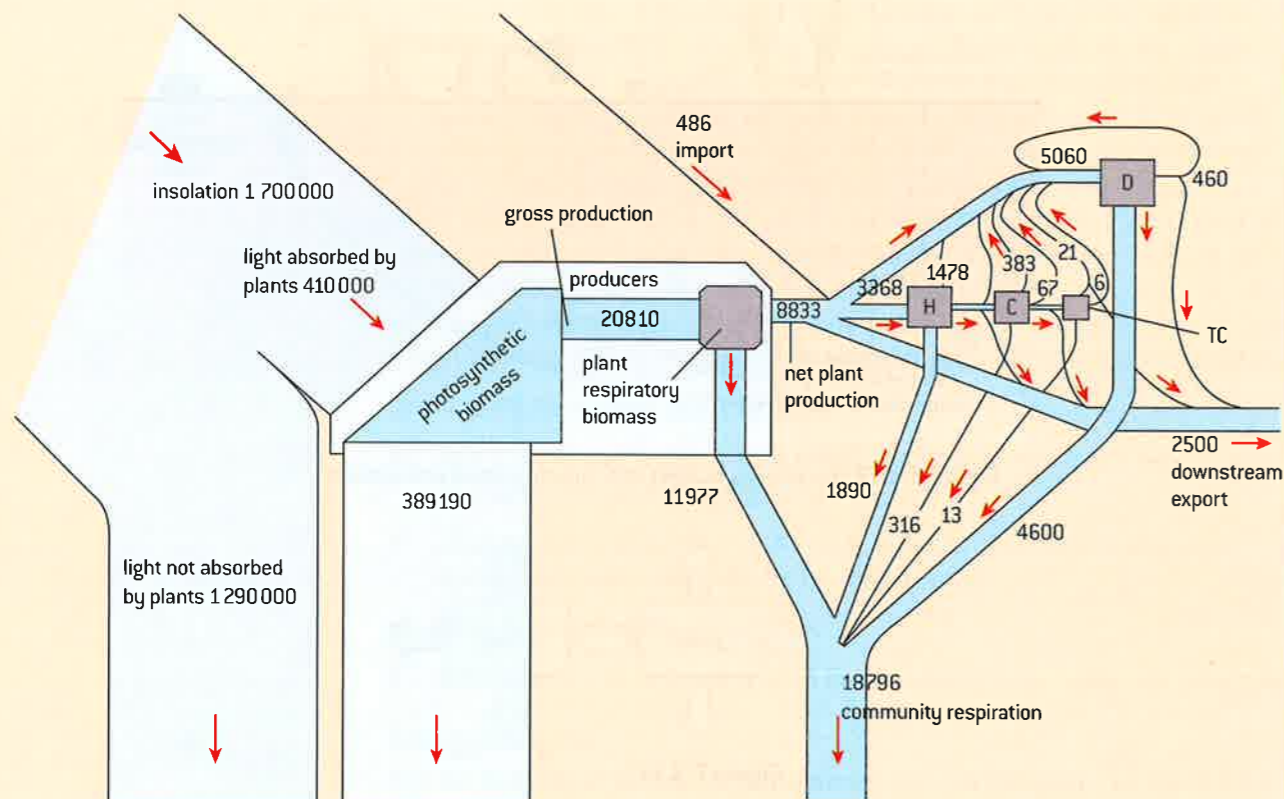 486
import
5060
D
460
insolation 1 700 000
gross production
light absorbed by
plants 410 000
producers
1478
383
21
67
6
3368
H
C
20810
8833
TC
photosynthetic
biomass
plant
respiratory
biomass
net plant
production
2500
downstream
export
389190
11977
1890
316
13
4600
light not absorbed
by plants 1 290 000
18796
community respiration